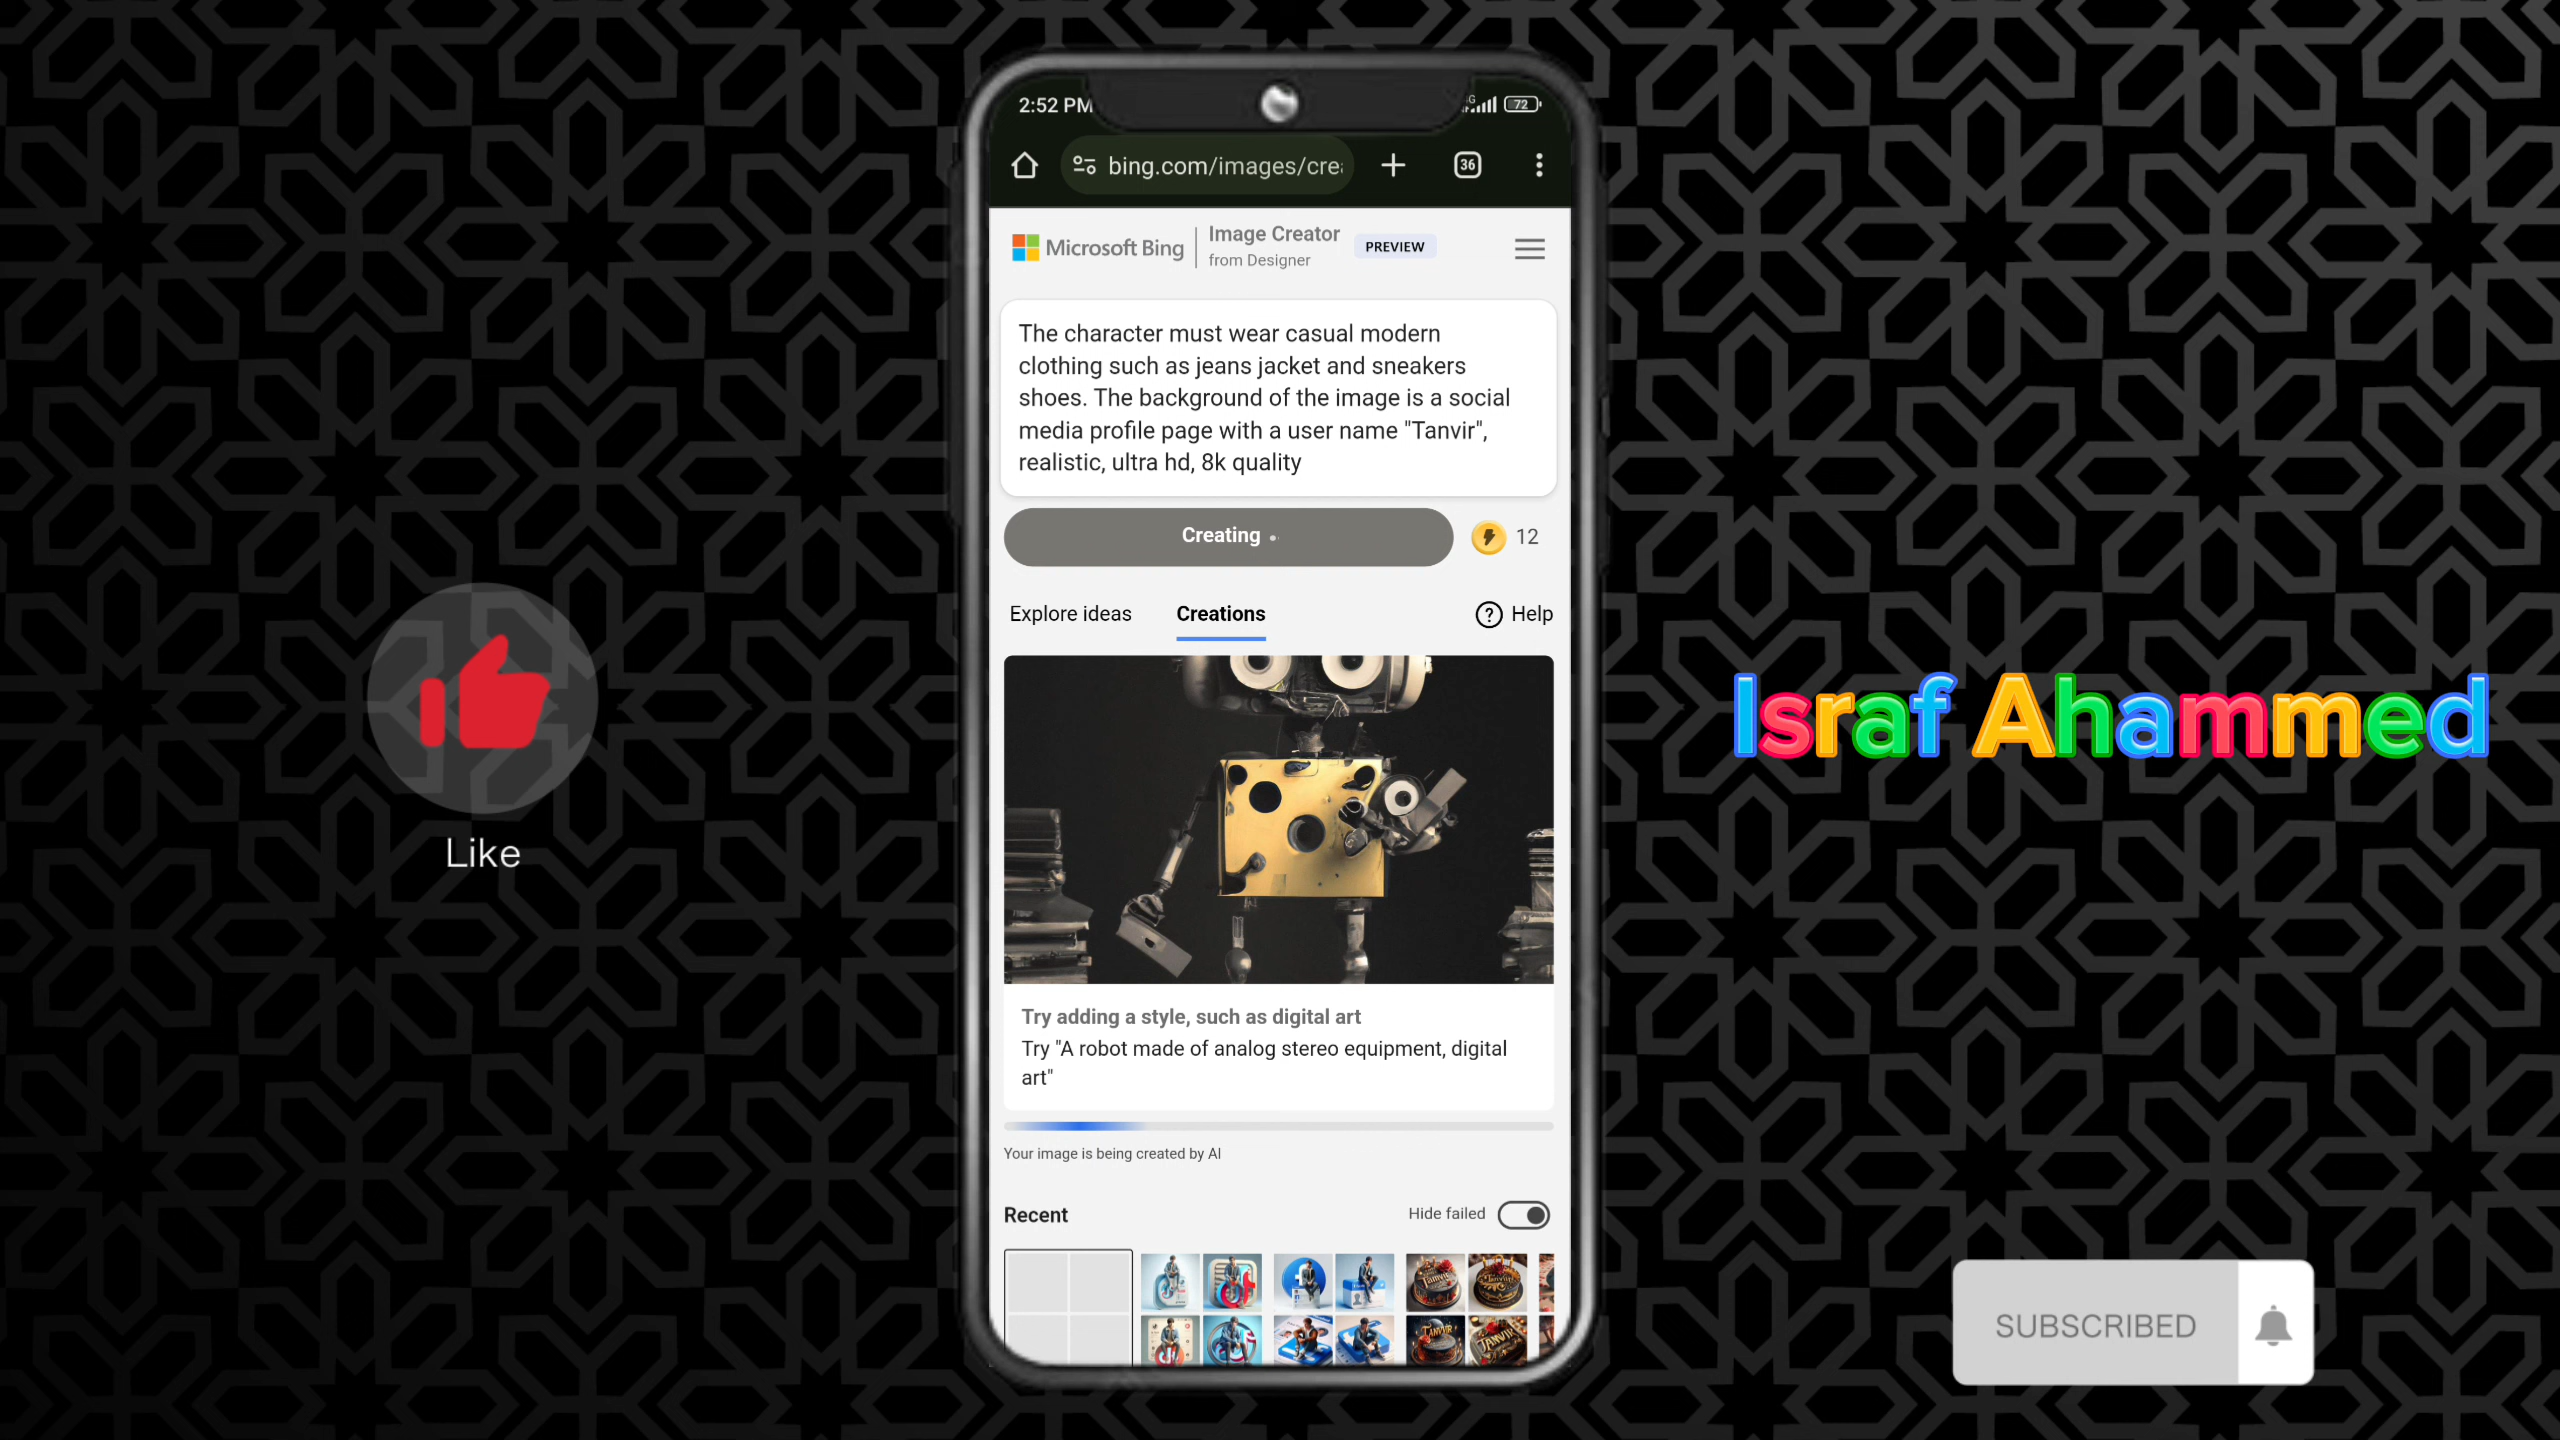 2:52 PM
72
bing.com/images/cre
36
Microsoft Bing
Image Creator
from Designer
PREVIEW
The character must wear casual modern
clothing such as jeans jacket and sneakers
shoes. The background of the image is a social
media profile page with a user name "Tanvir",
realistic, ultra hd, 8k quality
Creating
12
Explore ideas
Creations
? Help
Like
Israf Ahammed
Try adding a style, such as digital art
Try "A robot made of analog stereo equipment, digital
art"
Your image is being created by AI
Recent
Hide failed
SUBSCRIBED